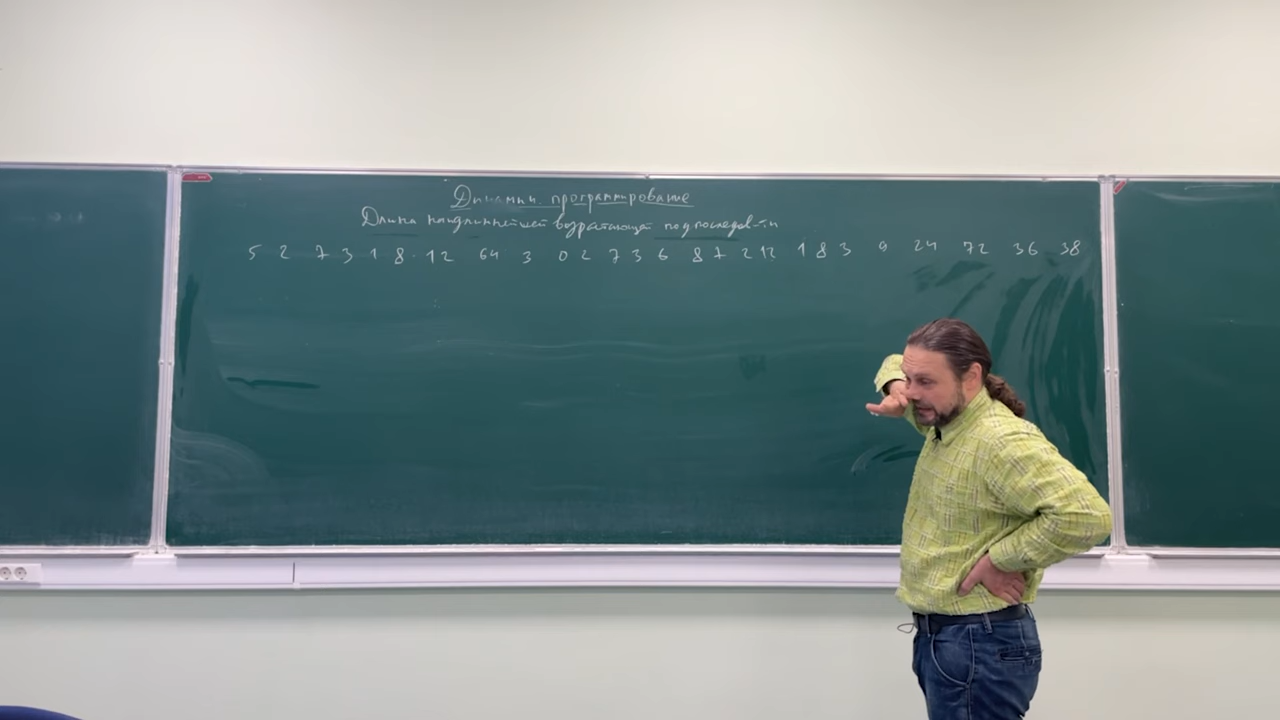 Динамич. программирование
Длина наидлиннейшей возрастающей подпоследов-ти
5 2 7 3 1 8 12 64 3 0 2 7 3 6 8 7 2 12 1 8 3 9 24 72 36 38